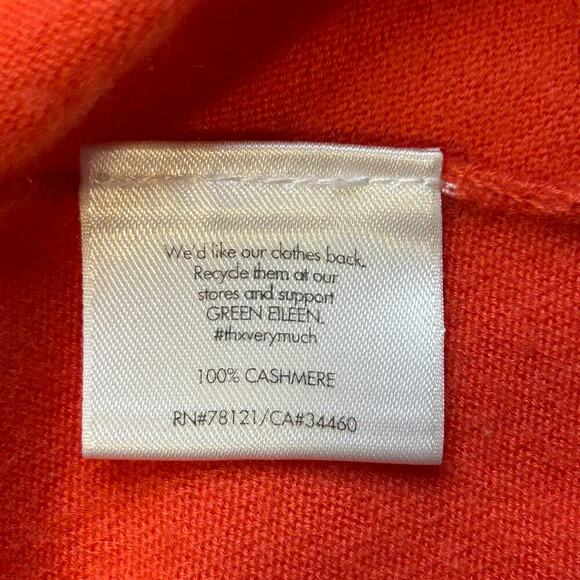 We'd like our clothes back.
Recycle them at our
stores and support
GREEN EILEEN.
#thxverymuch
100% CASHMERE
RN#78121/CA#34460